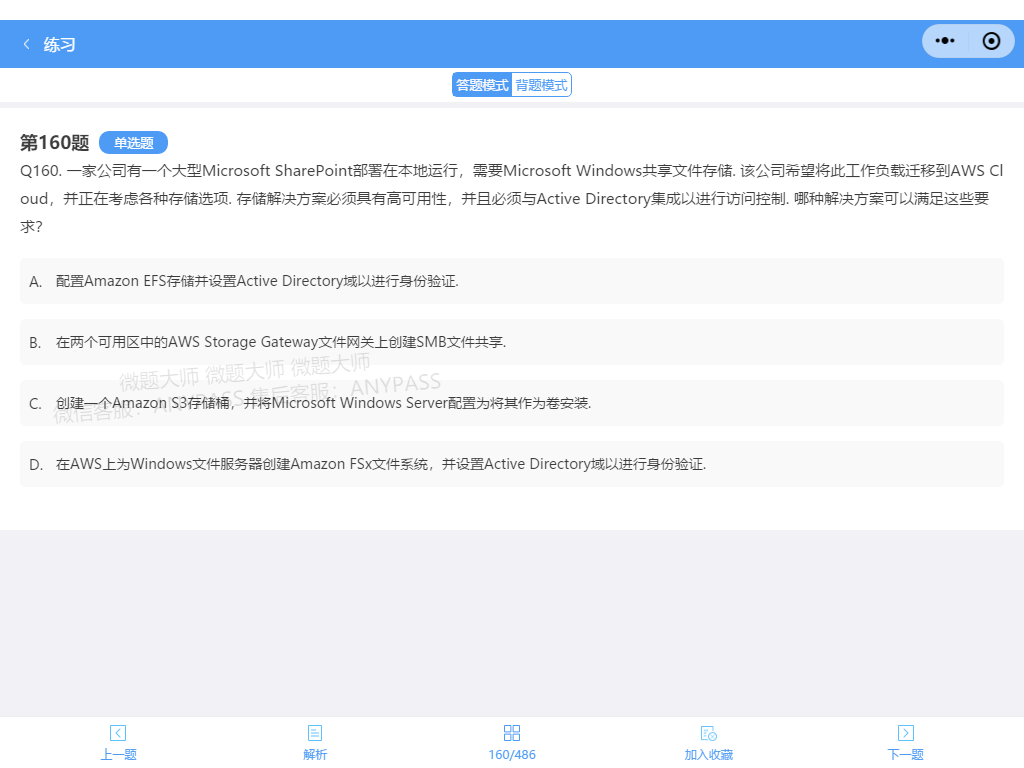 练习
答题模式 背题模式
第160题 单选题
Q160. 一家公司有一个大型Microsoft SharePoint部署在本地运行，需要Microsoft Windows共享文件存储. 该公司希望将此工作负载迁移到AWS Cl
oud，并正在考虑各种存储选项. 存储解决方案必须具有高可用性，并且必须与Active Directory集成以进行访问控制. 哪种解决方案可以满足这些要
求?
A. 配置Amazon EFS存储并设置Active Directory域以进行身份验证.
B. 在两个可用区中的AWS Storage Gateway文件网关上创建SMB文件共享.
微题大师 微题大师 微题大师
微信客服：ANYPASS 售后客服：ANYPASS
C. 创建一个Amazon S3存储桶，并将Microsoft Windows Server配置为将其作为卷安装.
D. 在AWS上为Windows文件服务器创建Amazon FSx文件系统，并设置Active Directory域以进行身份验证.
上一题 解析 160/486 加入收藏 下一题